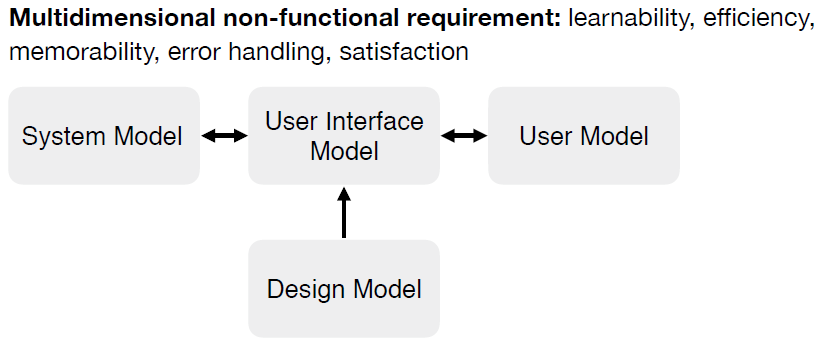 Multidimensional non-functional requirement: learnability, efficiency,
memorability, error handling, satisfaction
System Model
User Interface
Model
User Model
Design Model